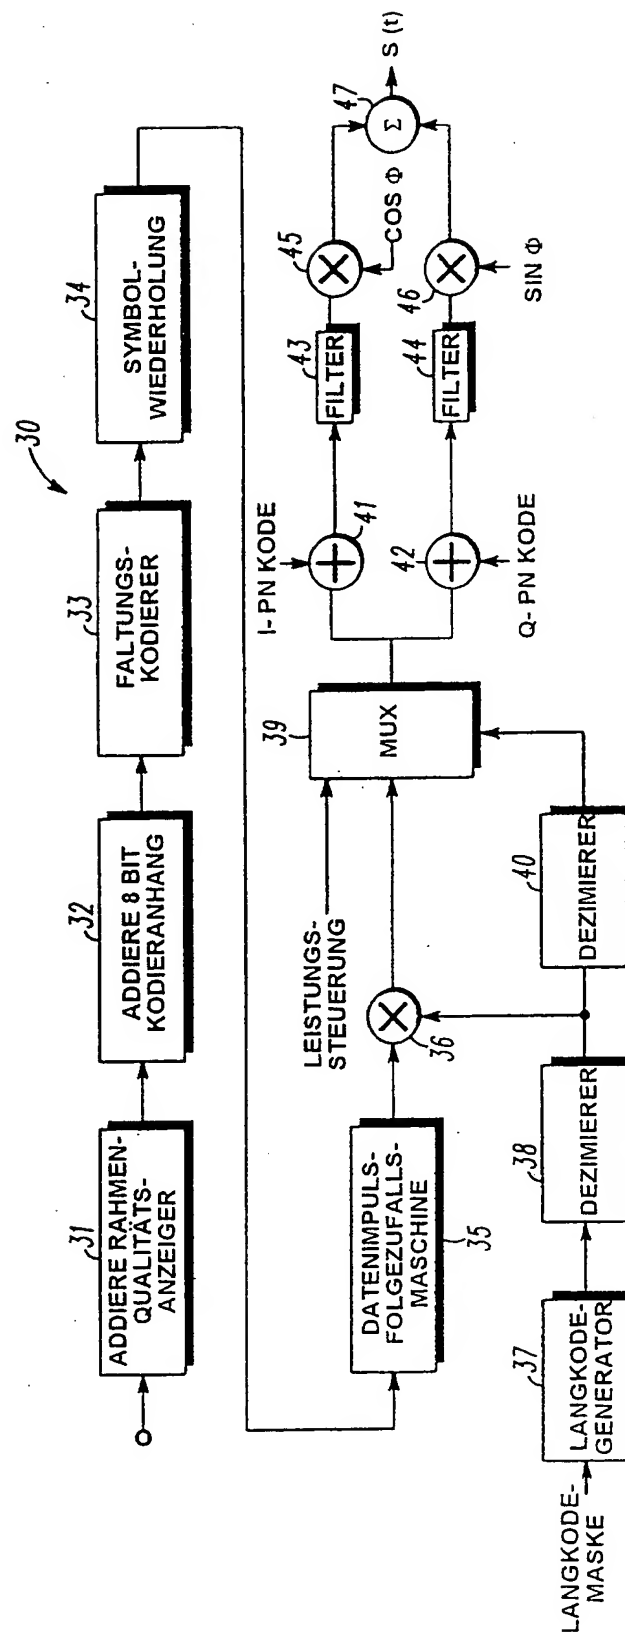 30
31
ADDIERE RAHMEN-
QUALITÄTS-
ANZEIGER
32
ADDIERE 8 BIT
KODIERANHANG
33
FALTUNGS-
KODIERER
34
SYMBOL-
WIEDERHOLUNG
DATENIMPULS-
FOLGEZUFALLS-
MASCHINE
35
LEISTUNGS-
STEUERUNG
36
39
MUX
I-PN KODE
41
42
Q- PN KODE
43
FILTER
44
FILTER
45
COS Φ
46
SIN Φ
47
Σ
S (t)
LANGKODE-
MASKE
37
LANGKODE-
GENERATOR
38
DEZIMIERER
40
DEZIMIERER